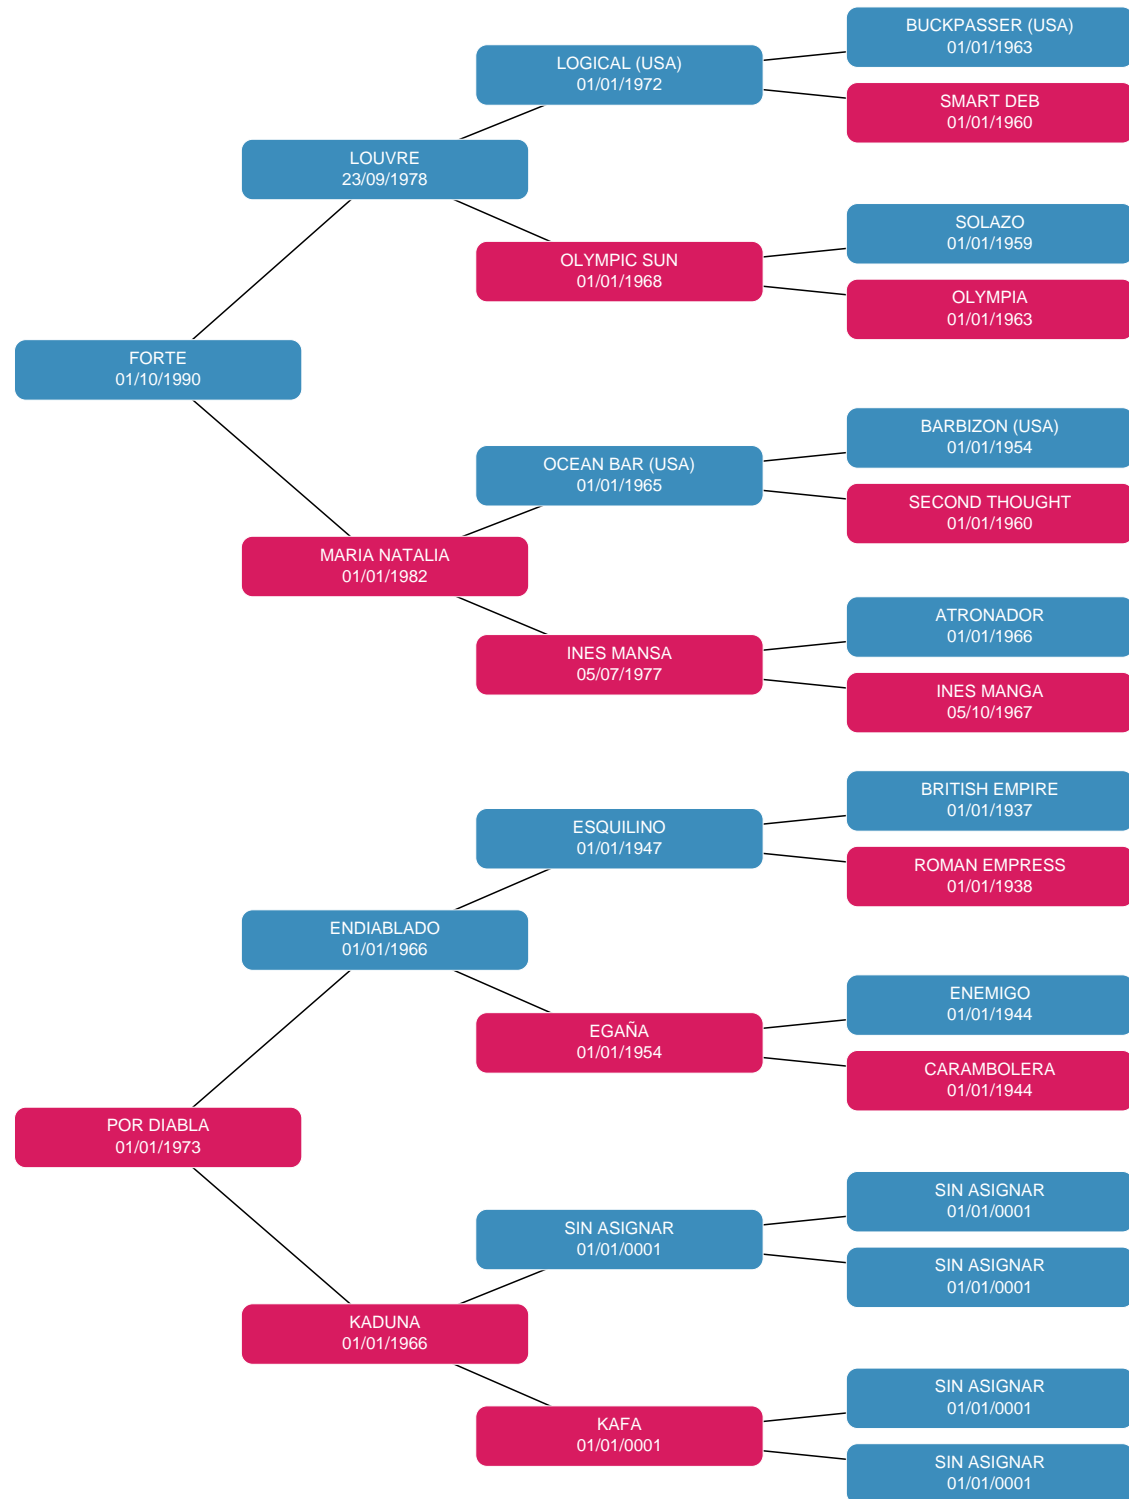 BUCKPASSER (USA)
01/01/1963
LOGICAL (USA)
01/01/1972
SMART DEB
01/01/1960
LOUVRE
23/09/1978
SOLAZO
01/01/1959
OLYMPIC SUN
01/01/1968
OLYMPIA
01/01/1963
FORTE
01/10/1990
BARBIZON (USA)
01/01/1954
OCEAN BAR (USA)
01/01/1965
SECOND THOUGHT
01/01/1960
MARIA NATALIA
01/01/1982
ATRONADOR
01/01/1966
INES MANSA
05/07/1977
INES MANGA
05/10/1967
BRITISH EMPIRE
01/01/1937
ESQUILINO
01/01/1947
ROMAN EMPRESS
01/01/1938
ENDIABLADO
01/01/1966
ENEMIGO
01/01/1944
EGAÑA
01/01/1954
CARAMBOLERA
01/01/1944
POR DIABLA
01/01/1973
SIN ASIGNAR
01/01/0001
SIN ASIGNAR
01/01/0001
SIN ASIGNAR
01/01/0001
KADUNA
01/01/1966
SIN ASIGNAR
01/01/0001
KAFA
01/01/0001
SIN ASIGNAR
01/01/0001